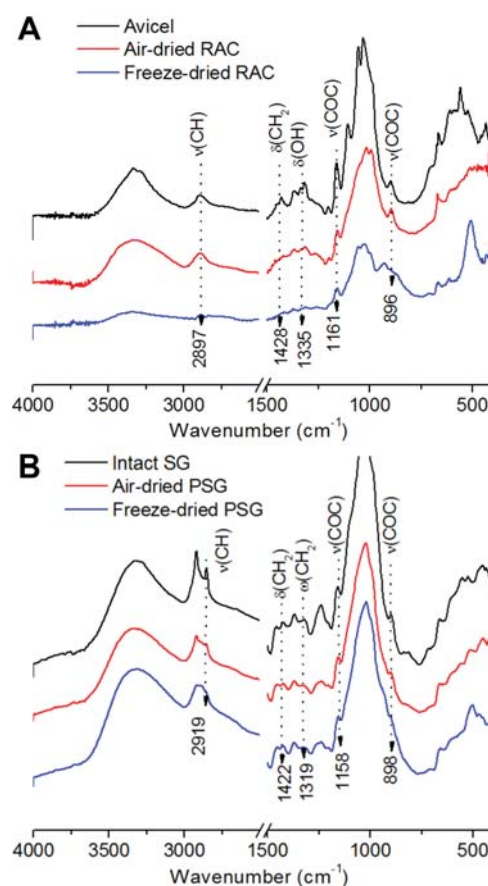 A
Avicel
Air-dried RAC
Freeze-dried RAC
ν(CH)
δ(CH₂)
δ(OH)
ν(COC)
ν(COC)
2897
1428
1335
1161
896
4000 3500 3000 2500 1500 1000 500
Wavenumber (cm⁻¹)
B
Intact SG
Air-dried PSG
Freeze-dried PSG
ν(CH)
δ(CH₂)
ω(CH₂)
ν(COC)
ν(COC)
2919
1422
1319
1158
898
4000 3500 3000 1500 1000 500
Wavenumber (cm⁻¹)